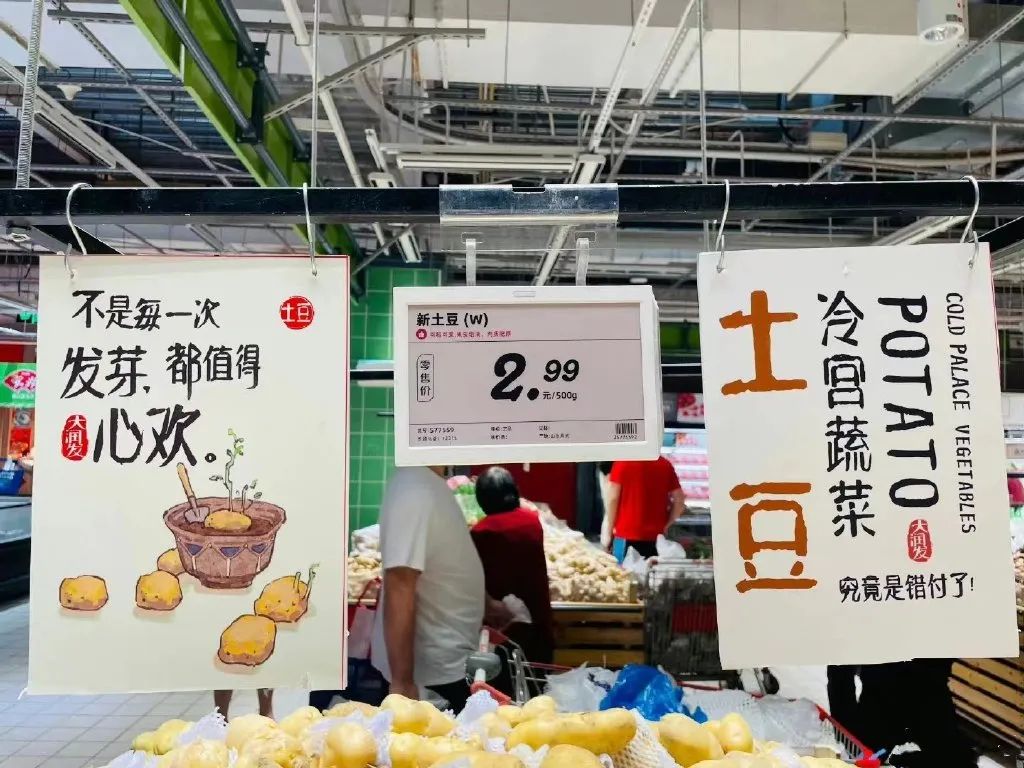 不是每一次
土豆
发芽，都值得
大润发
心欢。
新土豆 (W)
零售价
2.99
元/500g
土豆
冷宫蔬菜
POTATO
COLD PALACE VEGETABLES
大润发
究竟是错付了!